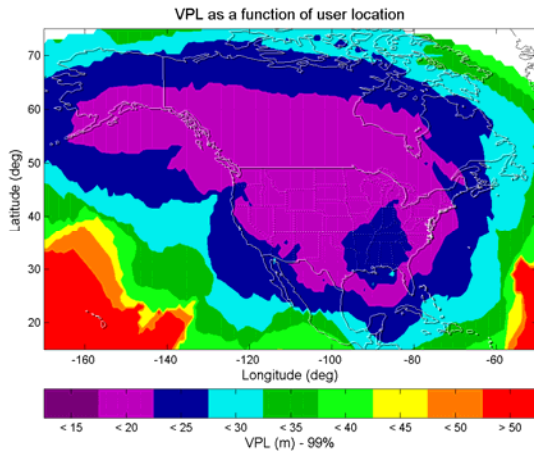 VPL as a function of user location
70
60
50
40
30
20
Latitude (deg)
-160 -140 -120 -100 -80 -60
Longitude (deg)
< 15 < 20 < 25 < 30 < 35 < 40 < 45 < 50 > 50
VPL (m) - 99%